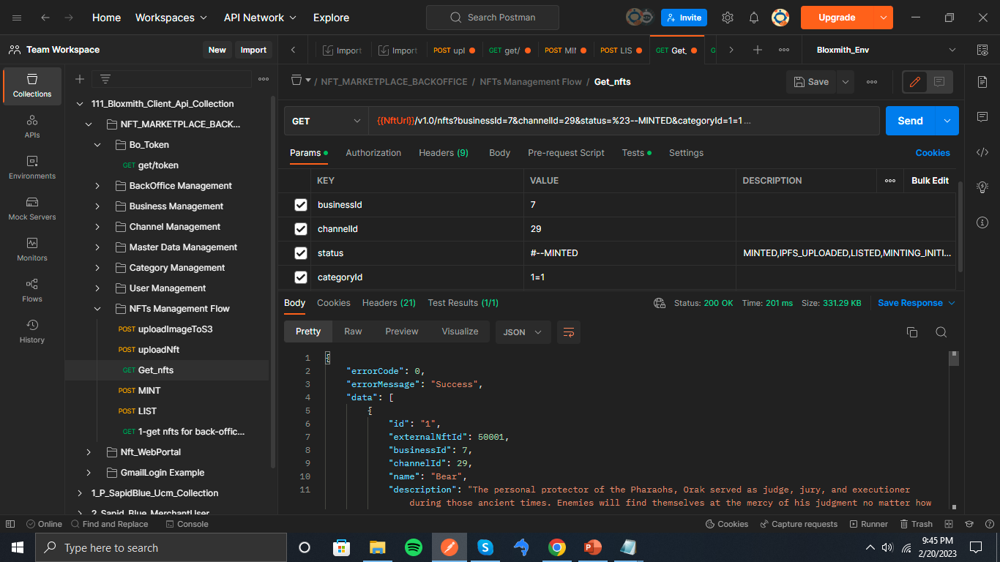 Home Workspaces API Network Explore Search Postman Invite Upgrade
Team Workspace New Import
Import Import POST upl GET get/ POST MIN POST LIS GET Get_ G Bloxmith_Env
Collections
APIs
Environments
Mock Servers
Monitors
Flows
History
111_Bloxmith_Client_Api_Collection
NFT_MARKETPLACE_BACK...
Bo_Token
GET get/token
BackOffice Management
Business Management
Channel Management
Master Data Management
Category Management
User Management
NFTs Management Flow
POST uploadImageToS3
POST uploadNft
GET Get_nfts
POST MINT
POST LIST
GET 1-get nfts for back-offic...
Nft_WebPortal
GmailLogin Example
1_P_SapidBlue_Ucm_Collection
2_Sapid_Blue_MerchantUser
/ NFT_MARKETPLACE_BACKOFFICE / NFTs Management Flow / Get_nfts Save
GET {{NftUrl}}/v1.0/nfts?businessId=7&channelId=29&status=%23--MINTED&categoryId=1=1... Send
Params Authorization Headers (9) Body Pre-request Script Tests Settings Cookies
KEY VALUE DESCRIPTION Bulk Edit
businessId 7
channelId 29
status #--MINTED MINTED,IPFS_UPLOADED,LISTED,MINTING_INITI...
categoryId 1=1
Body Cookies Headers (21) Test Results (1/1) Status: 200 OK Time: 201 ms Size: 331.29 KB Save Response
Pretty Raw Preview Visualize JSON
1 {
2 "errorCode": 0,
3 "errorMessage": "Success",
4 "data": [
5 {
6 "id": "1",
7 "externalNftId": 50001,
8 "businessId": 7,
9 "channelId": 29,
10 "name": "Bear",
11 "description": "The personal protector of the Pharaohs, Orak served as judge, jury, and executioner
during those ancient times. Enemies will find themselves at the mercy of his judgment no matter how
Online Find and Replace Console Cookies Capture requests Runner Trash
Type here to search
9:45 PM
2/20/2023